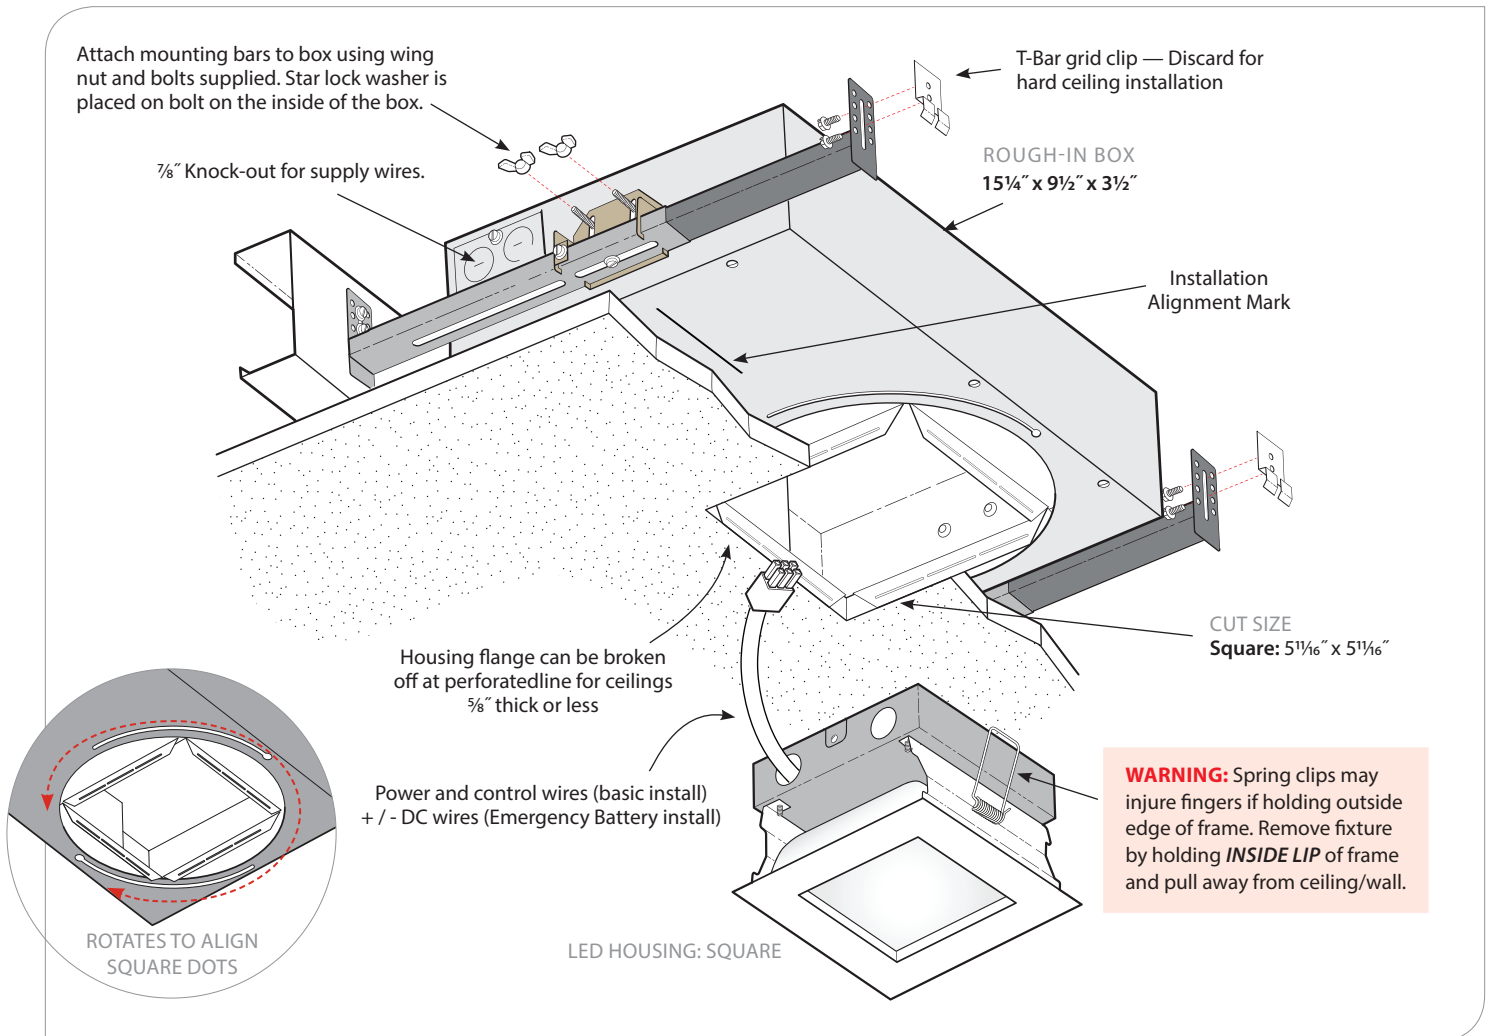 Attach mounting bars to box using wing
nut and bolts supplied. Star lock washer is
placed on bolt on the inside of the box.
⅞″ Knock-out for supply wires.
T-Bar grid clip — Discard for
hard ceiling installation
ROUGH-IN BOX
15¼″ x 9½″ x 3½″
Installation
Alignment Mark
CUT SIZE
Square: 5¹¹⁄₁₆″ x 5¹¹⁄₁₆″
Housing flange can be broken
off at perforatedline for ceilings
⅝″ thick or less
Power and control wires (basic install)
+ / - DC wires (Emergency Battery install)
WARNING: Spring clips may
injure fingers if holding outside
edge of frame. Remove fixture
by holding INSIDE LIP of frame
and pull away from ceiling/wall.
ROTATES TO ALIGN
SQUARE DOTS
LED HOUSING: SQUARE